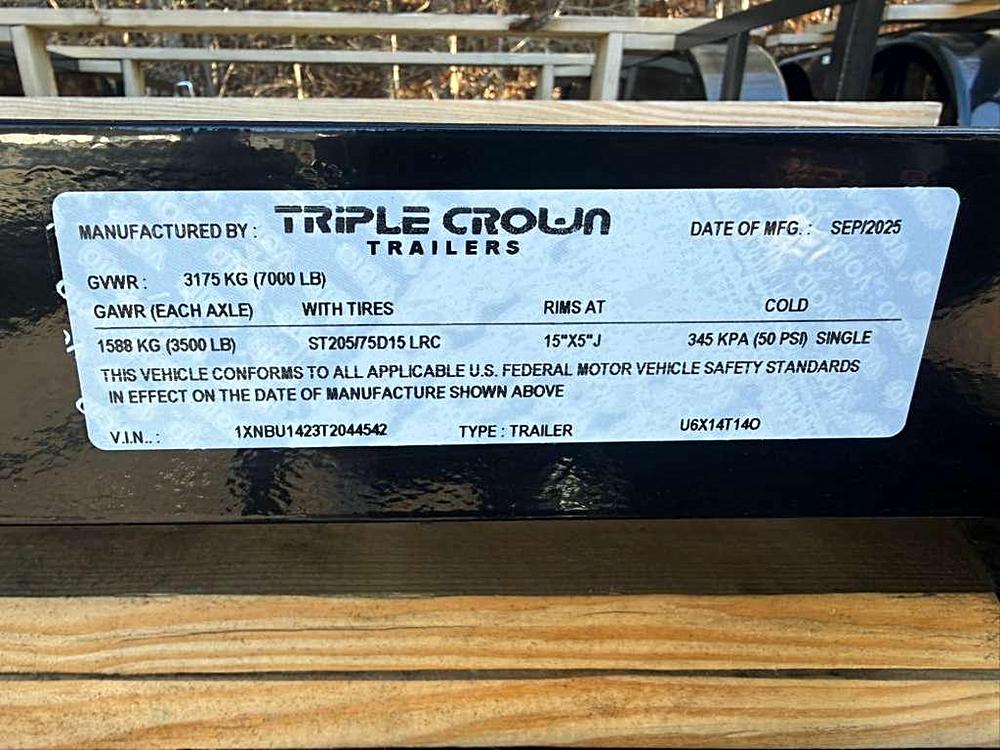 MANUFACTURED BY : TRIPLE CROWN TRAILERS DATE OF MFG. : SEP/2025
GVWR : 3175 KG (7000 LB)
GAWR (EACH AXLE) WITH TIRES RIMS AT COLD
1588 KG (3500 LB) ST205/75D15 LRC 15"X5"J 345 KPA (50 PSI) SINGLE
THIS VEHICLE CONFORMS TO ALL APPLICABLE U.S. FEDERAL MOTOR VEHICLE SAFETY STANDARDS
IN EFFECT ON THE DATE OF MANUFACTURE SHOWN ABOVE
V.I.N.. : 1XNBU1423T2044542 TYPE : TRAILER U6X14T14O